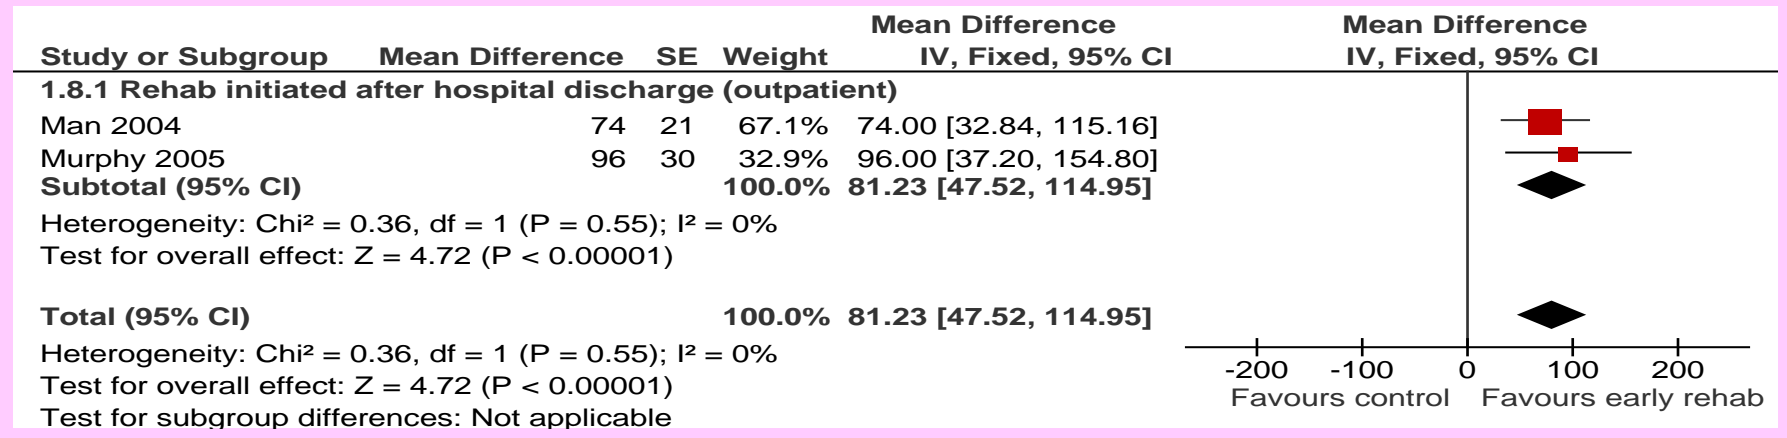 Mean Difference Mean Difference
Study or Subgroup Mean Difference SE Weight IV, Fixed, 95% CI IV, Fixed, 95% CI
1.8.1 Rehab initiated after hospital discharge (outpatient)
Man 2004 74 21 67.1% 74.00 [32.84, 115.16]
Murphy 2005 96 30 32.9% 96.00 [37.20, 154.80]
Subtotal (95% CI) 100.0% 81.23 [47.52, 114.95]
Heterogeneity: Chi² = 0.36, df = 1 (P = 0.55); I² = 0%
Test for overall effect: Z = 4.72 (P < 0.00001)
Total (95% CI) 100.0% 81.23 [47.52, 114.95]
Heterogeneity: Chi² = 0.36, df = 1 (P = 0.55); I² = 0%
Test for overall effect: Z = 4.72 (P < 0.00001)
Test for subgroup differences: Not applicable
-200 -100 0 100 200
Favours control Favours early rehab